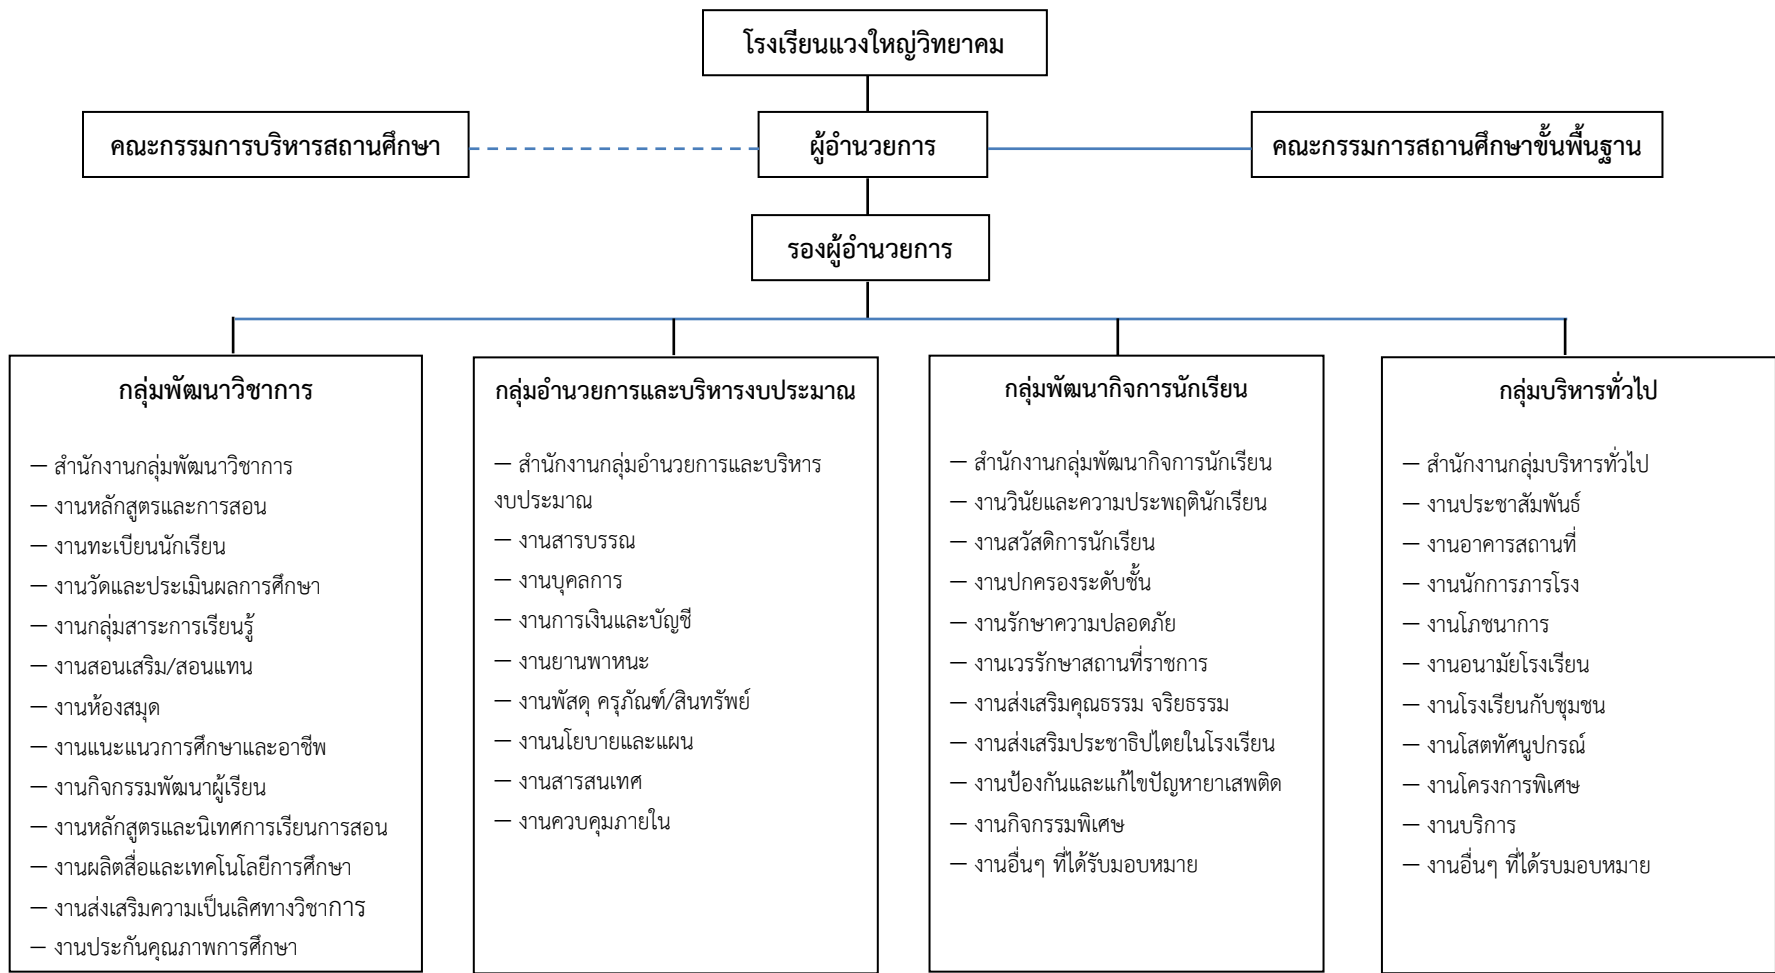 โรงเรียนแวงใหญ่วิทยาคม
คณะกรรมการบริหารสถานศึกษา
ผู้อำนวยการ
คณะกรรมการสถานศึกษาขั้นพื้นฐาน
รองผู้อำนวยการ
กลุ่มพัฒนาวิชาการ
— สำนักงานกลุ่มพัฒนาวิชาการ
— งานหลักสูตรและการสอน
— งานทะเบียนนักเรียน
— งานวัดและประเมินผลการศึกษา
— งานกลุ่มสาระการเรียนรู้
— งานสอนเสริม/สอนแทน
— งานห้องสมุด
— งานแนะแนวการศึกษาและอาชีพ
— งานกิจกรรมพัฒนาผู้เรียน
— งานหลักสูตรและนิเทศการเรียนการสอน
— งานผลิตสื่อและเทคโนโลยีการศึกษา
— งานส่งเสริมความเป็นเลิศทางวิชาการ
— งานประกันคุณภาพการศึกษา
กลุ่มอำนวยการและบริหารงบประมาณ
— สำนักงานกลุ่มอำนวยการและบริหาร
งบประมาณ
— งานสารบรรณ
— งานบุคลการ
— งานการเงินและบัญชี
— งานยานพาหนะ
— งานพัสดุ ครุภัณฑ์/สินทรัพย์
— งานนโยบายและแผน
— งานสารสนเทศ
— งานควบคุมภายใน
กลุ่มพัฒนากิจการนักเรียน
— สำนักงานกลุ่มพัฒนากิจการนักเรียน
— งานวินัยและความประพฤตินักเรียน
— งานสวัสดิการนักเรียน
— งานปกครองระดับชั้น
— งานรักษาความปลอดภัย
— งานเวรรักษาสถานที่ราชการ
— งานส่งเสริมคุณธรรม จริยธรรม
— งานส่งเสริมประชาธิปไตยในโรงเรียน
— งานป้องกันและแก้ไขปัญหายาเสพติด
— งานกิจกรรมพิเศษ
— งานอื่นๆ ที่ได้รับมอบหมาย
กลุ่มบริหารทั่วไป
— สำนักงานกลุ่มบริหารทั่วไป
— งานประชาสัมพันธ์
— งานอาคารสถานที่
— งานนักการภารโรง
— งานโภชนาการ
— งานอนามัยโรงเรียน
— งานโรงเรียนกับชุมชน
— งานโสตทัศนูปกรณ์
— งานโครงการพิเศษ
— งานบริการ
— งานอื่นๆ ที่ได้รบมอบหมาย